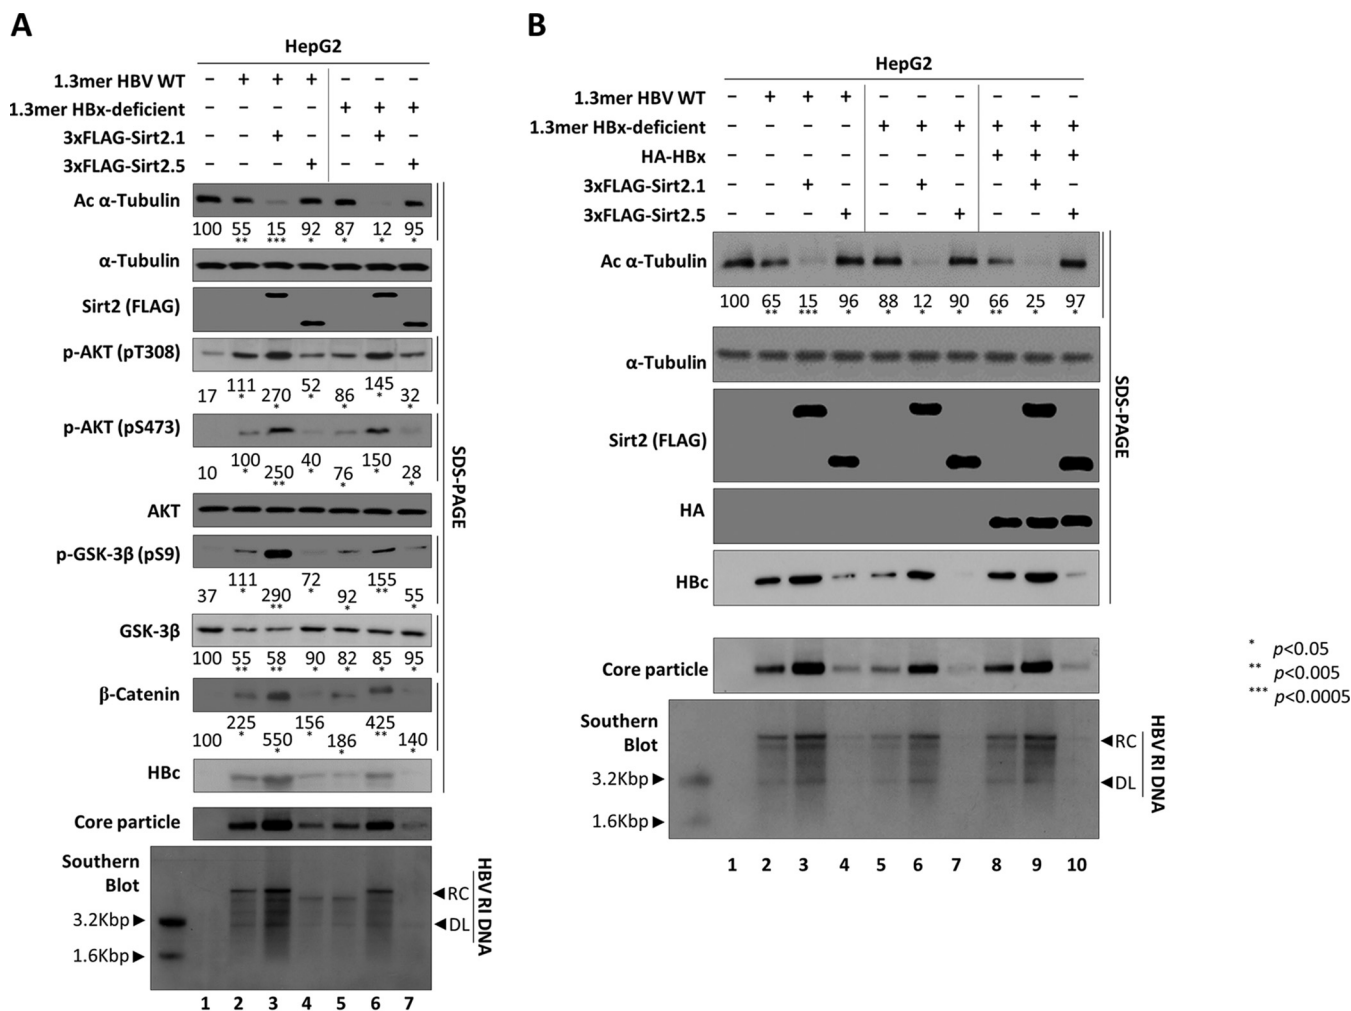 A
HepG2
1.3mer HBV WT – + + + – – –
1.3mer HBx-deficient – – – – + + +
3xFLAG-Sirt2.1 – – + – – + –
3xFLAG-Sirt2.5 – – – + – – +
Ac α-Tubulin
100 55 15 92 87 12 95
** *** * * * *
α-Tubulin
Sirt2 (FLAG)
p-AKT (pT308)
17 111 270 52 86 145 32
* * * * * *
p-AKT (pS473)
10 100 250 40 76 150 28
* ** * * * *
AKT
p-GSK-3β (pS9)
37 111 290 72 92 155 55
* ** * * ** *
GSK-3β
100 55 58 90 82 85 95
** ** * * * *
β-Catenin
100 225 550 156 186 425 140
* * * * ** *
HBc
SDS-PAGE
Core particle
Southern
Blot
3.2Kbp
1.6Kbp
RC
DL
HBV RI DNA
1 2 3 4 5 6 7
B
HepG2
1.3mer HBV WT – + + + – – – – – –
1.3mer HBx-deficient – – – – + + + + + +
HA-HBx – – – – – – – + + +
3xFLAG-Sirt2.1 – – + – – + – – + –
3xFLAG-Sirt2.5 – – – + – – + – – +
Ac α-Tubulin
100 65 15 96 88 12 90 66 25 97
** *** * * * * ** * *
α-Tubulin
Sirt2 (FLAG)
HA
HBc
SDS-PAGE
Core particle
Southern
Blot
3.2Kbp
1.6Kbp
RC
DL
HBV RI DNA
1 2 3 4 5 6 7 8 9 10
* p<0.05
** p<0.005
*** p<0.0005